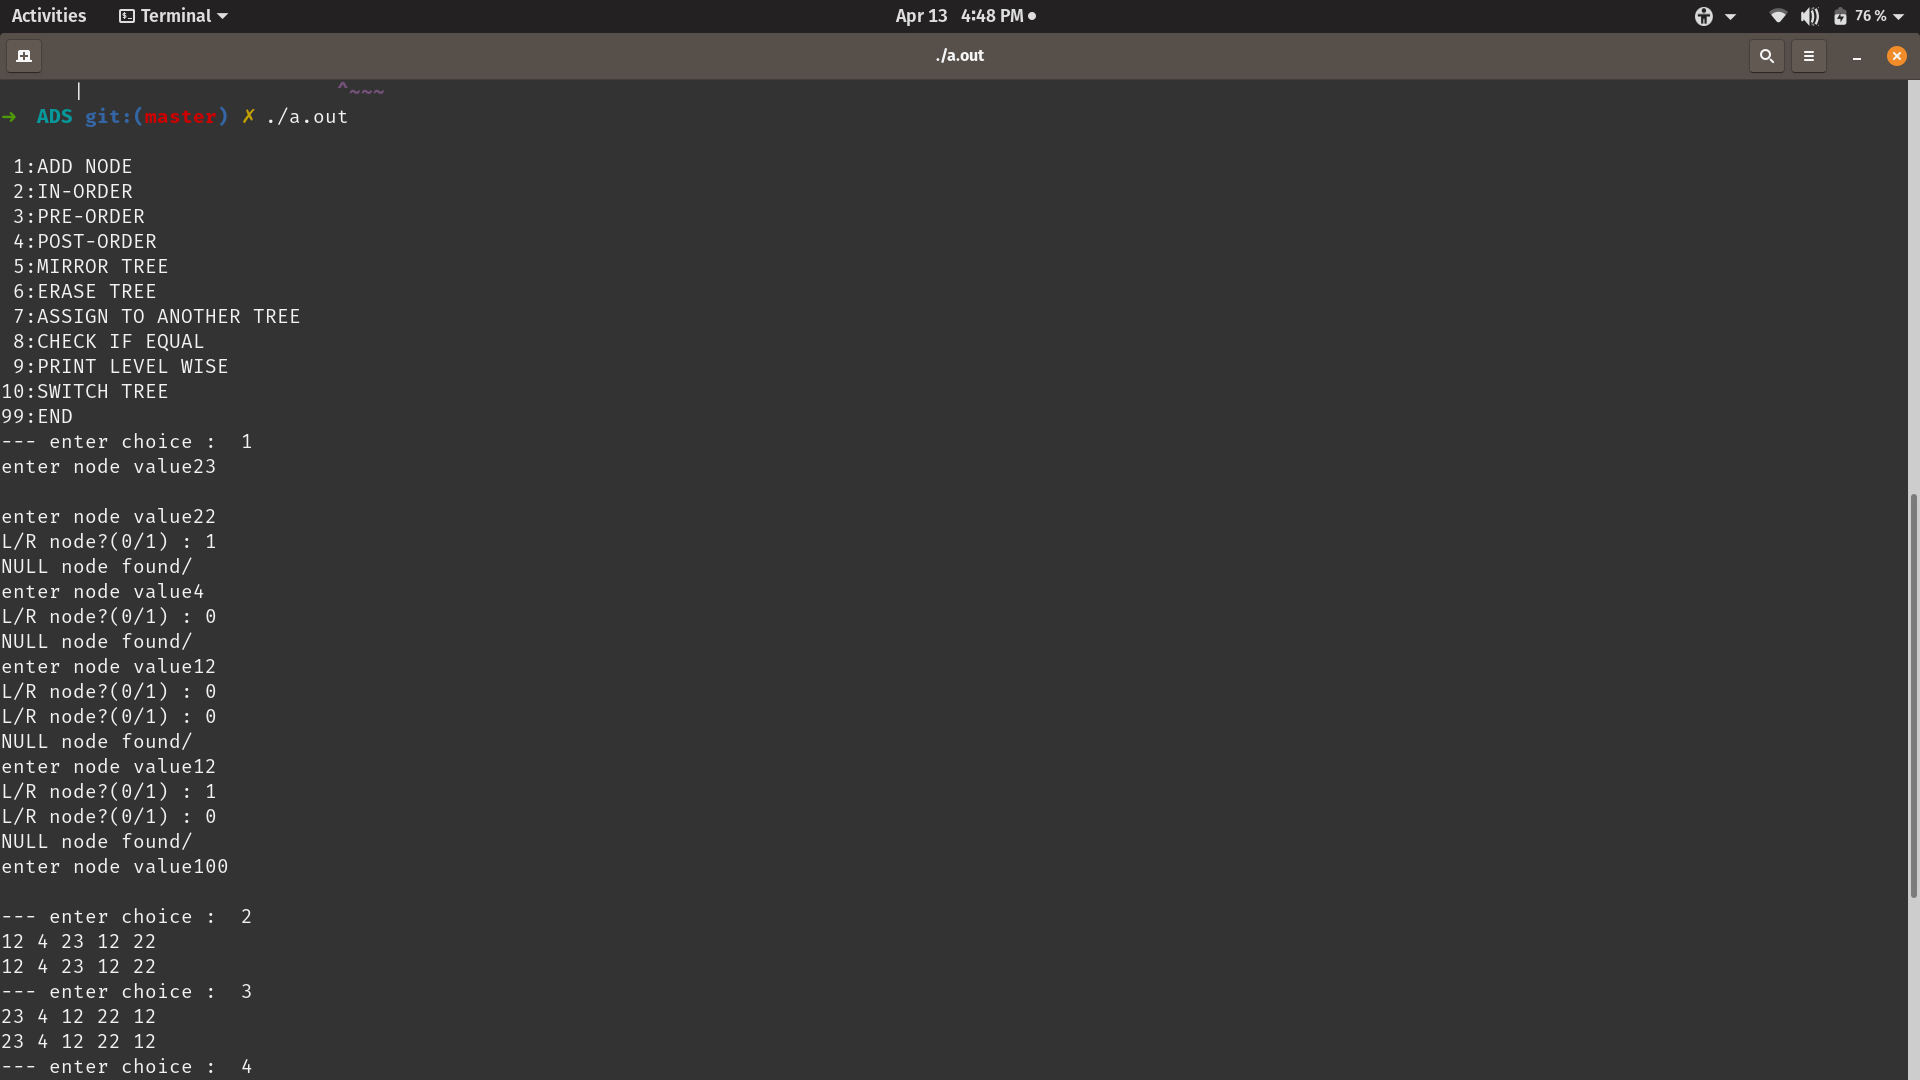 Activities Terminal Apr 13 4:48 PM 76 %
./a.out
| ^~~~
→ ADS git:(master) ✗ ./a.out
1:ADD NODE
2:IN-ORDER
3:PRE-ORDER
4:POST-ORDER
5:MIRROR TREE
6:ERASE TREE
7:ASSIGN TO ANOTHER TREE
8:CHECK IF EQUAL
9:PRINT LEVEL WISE
10:SWITCH TREE
99:END
--- enter choice :  1
enter node value23
enter node value22
L/R node?(0/1) : 1
NULL node found/
enter node value4
L/R node?(0/1) : 0
NULL node found/
enter node value12
L/R node?(0/1) : 0
L/R node?(0/1) : 0
NULL node found/
enter node value12
L/R node?(0/1) : 1
L/R node?(0/1) : 0
NULL node found/
enter node value100
--- enter choice :  2
12 4 23 12 22
12 4 23 12 22
--- enter choice :  3
23 4 12 22 12
23 4 12 22 12
--- enter choice :  4